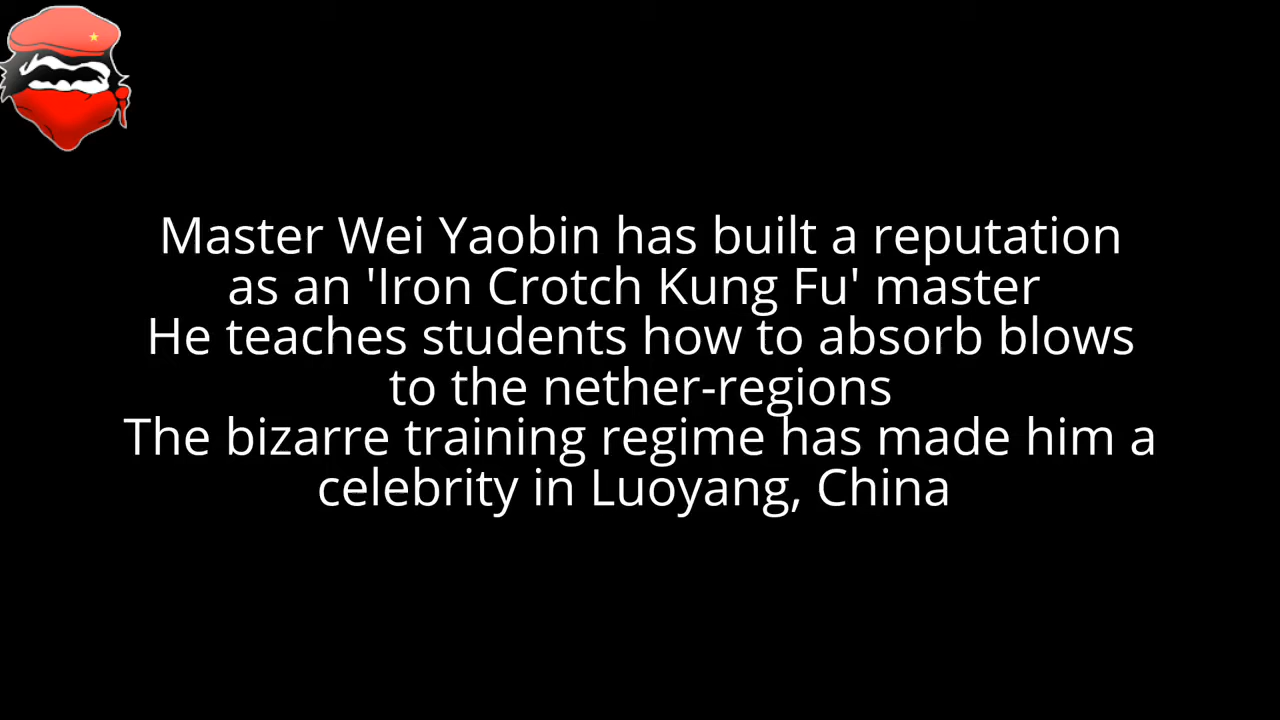 Master Wei Yaobin has built a reputation
as an 'Iron Crotch Kung Fu' master
He teaches students how to absorb blows
to the nether-regions
The bizarre training regime has made him a
celebrity in Luoyang, China